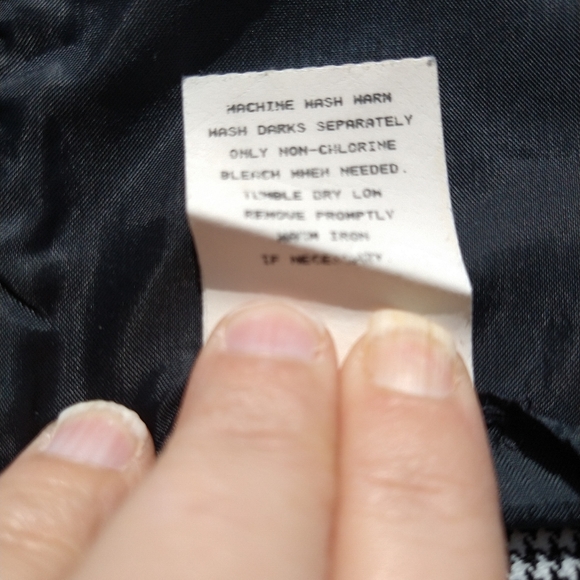 MACHINE WASH WARM
WASH DARKS SEPARATELY
ONLY NON-CHLORINE
BLEACH WHEN NEEDED.
TUMBLE DRY LOW
REMOVE PROMPTLY
WARM IRON
IF NECESSARY